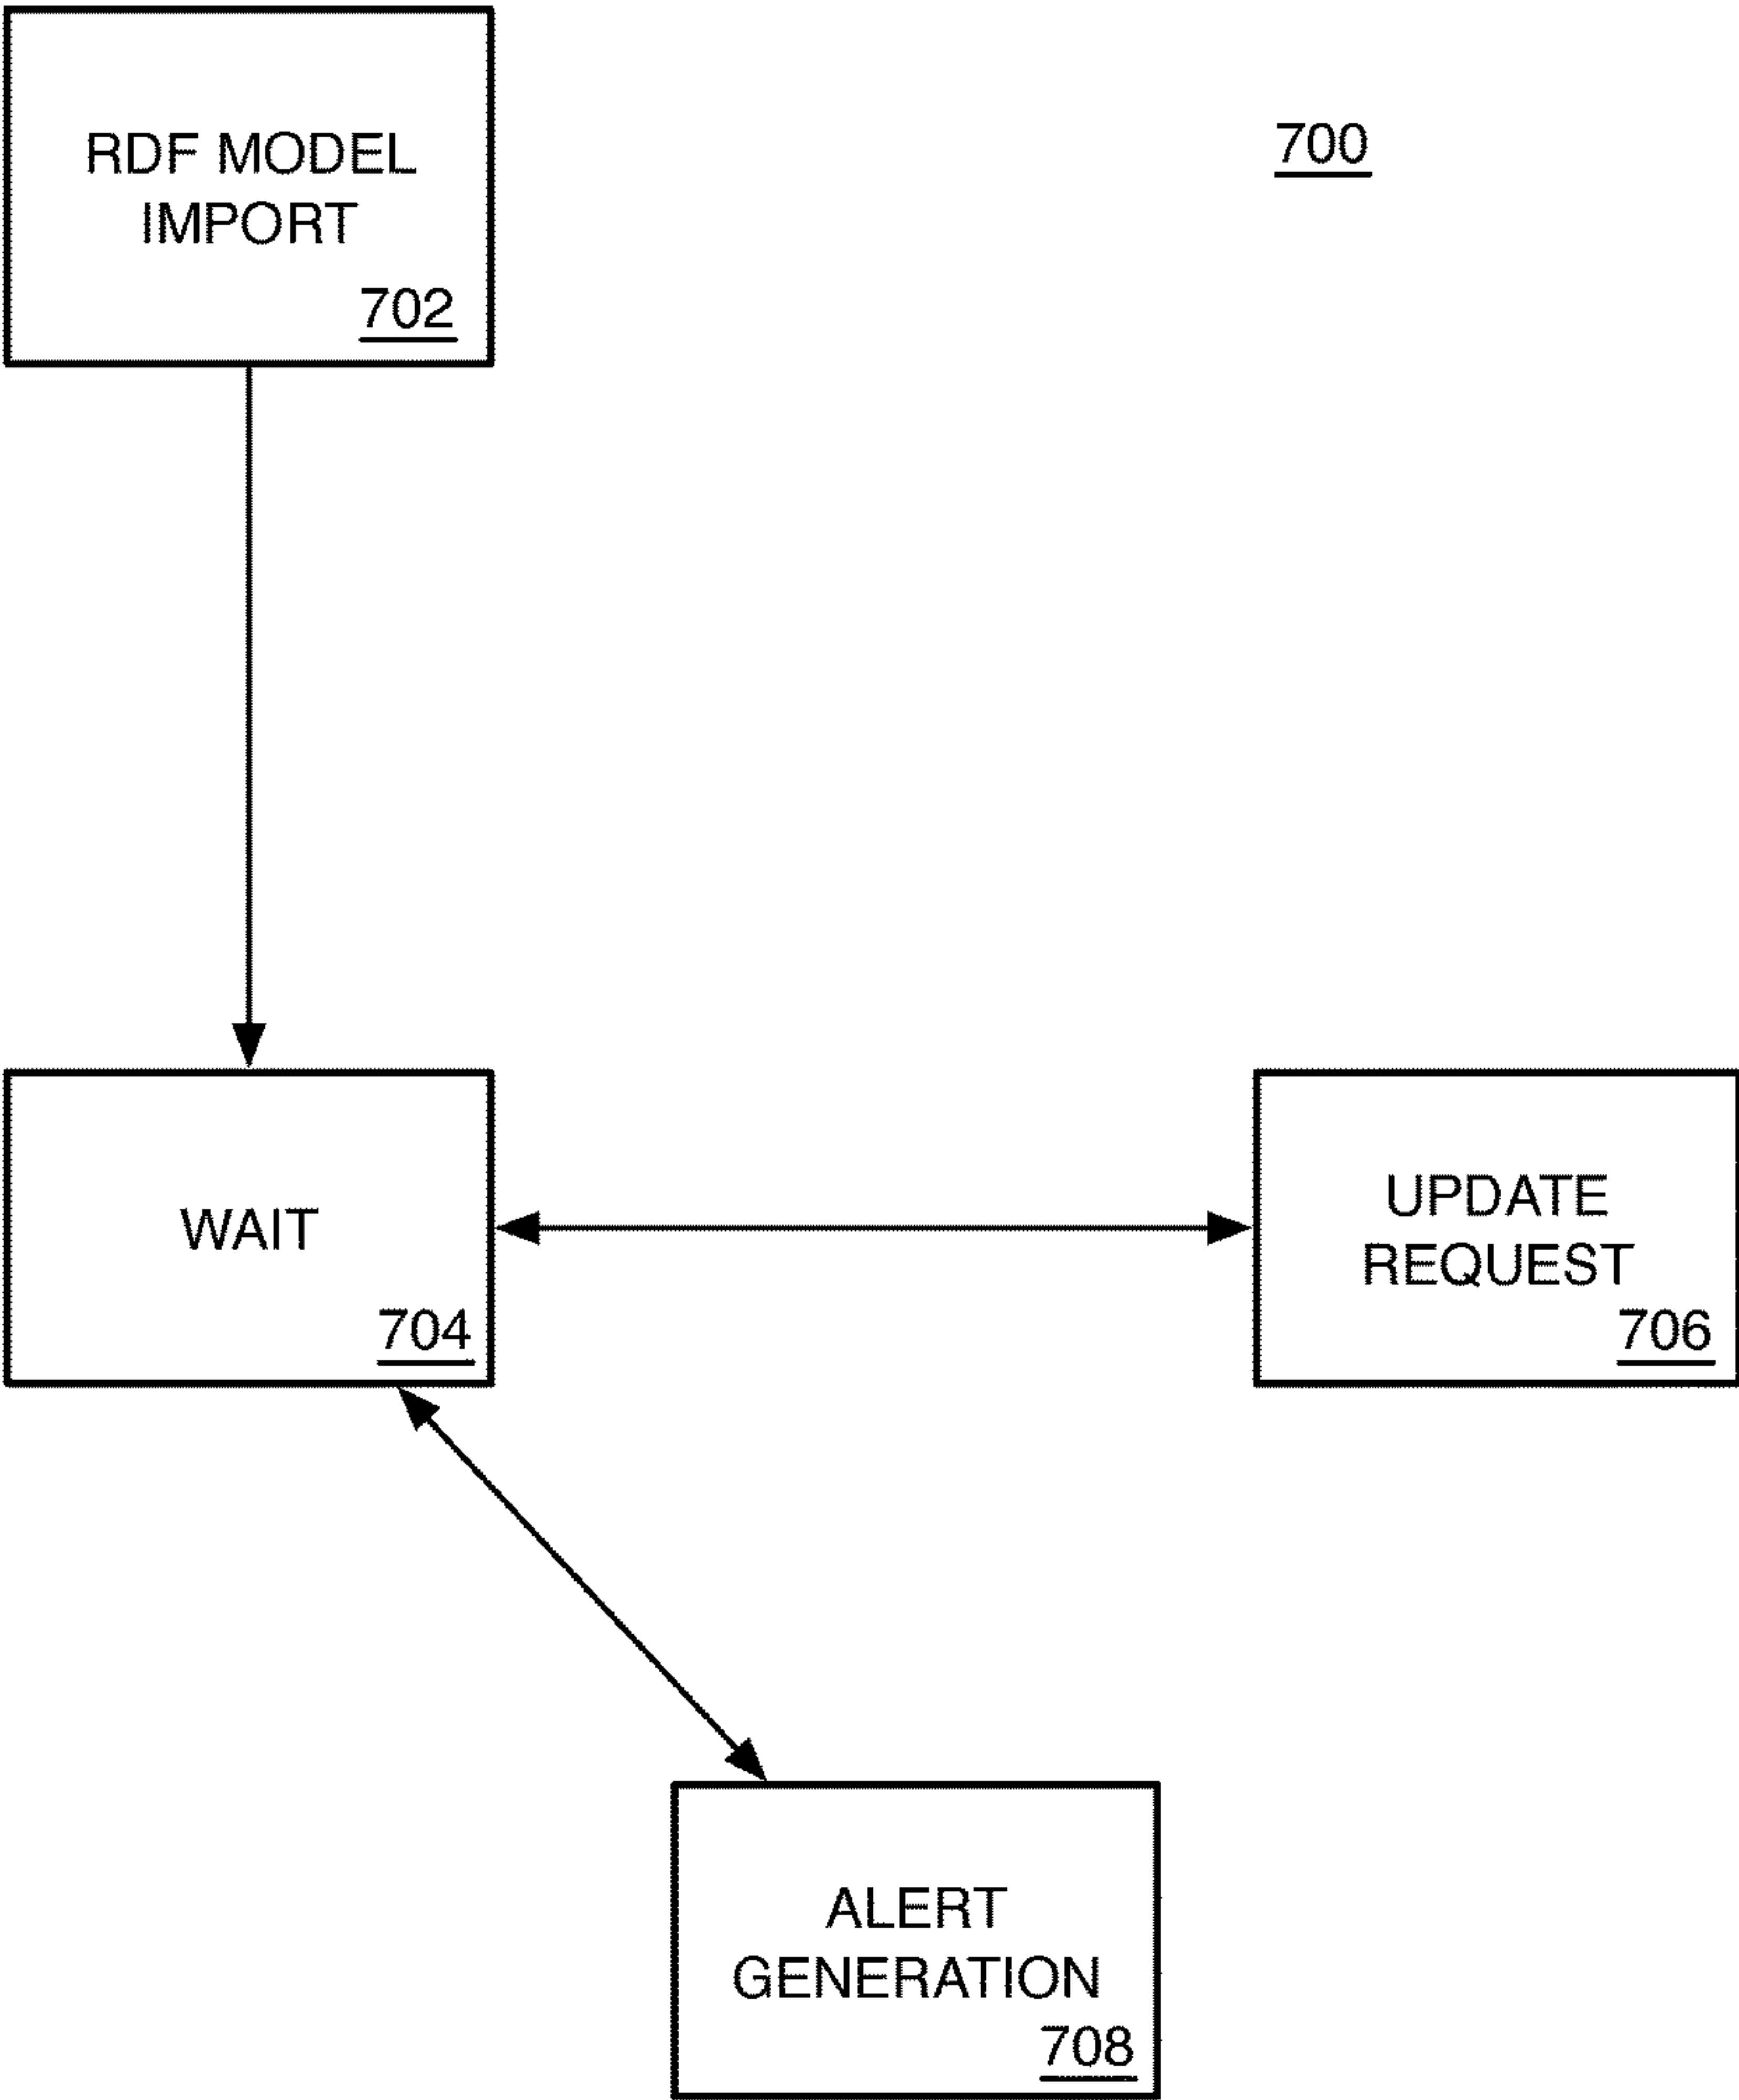 RDF MODEL
IMPORT
702
700
WAIT
704
UPDATE
REQUEST
706
ALERT
GENERATION
708